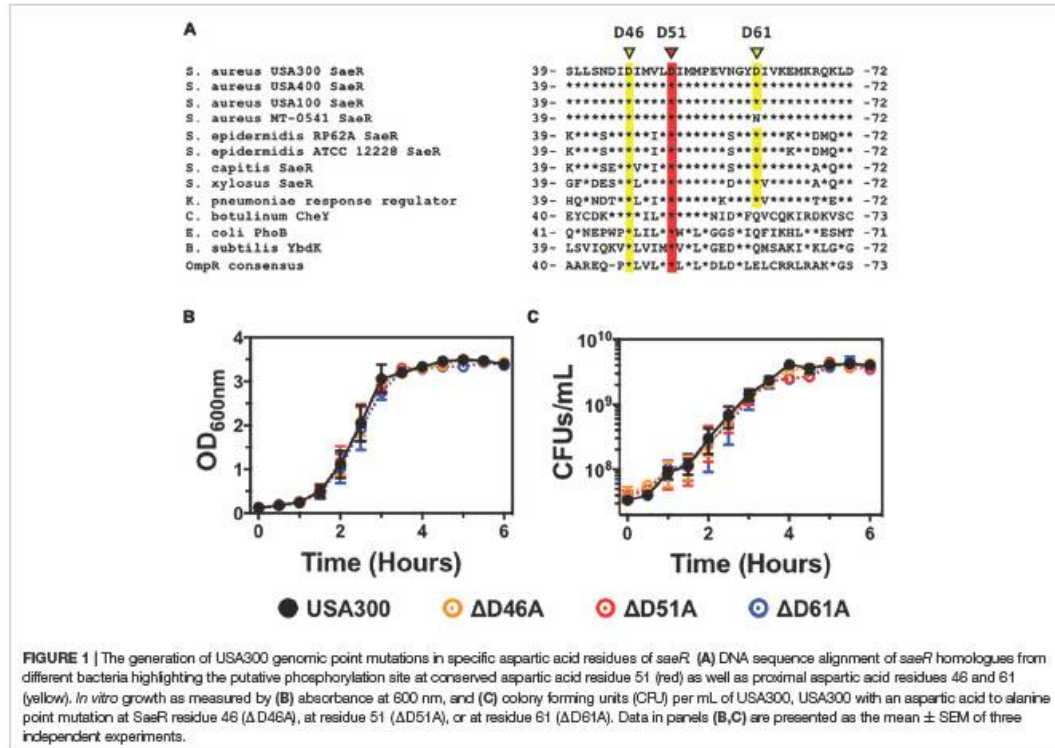 A
D46 D51 D61
S. aureus USA300 SaeR 39- SLLSNDIDIMVLDIMMPEVNGYDIVKEMKRQKLD -72
S. aureus USA400 SaeR 39- ********************************** -72
S. aureus USA100 SaeR 39- ********************************** -72
S. aureus MT-0541 SaeR 39- **********************N*********** -72
S. epidermidis RP62A SaeR 39- K***S*****I********S******K**DMQ** -72
S. epidermidis ATCC 12228 SaeR 39- K***S*****I********S******K**DMQ** -72
S. capitis SaeR 39- K***SE**V*I********S*********A*Q** -72
S. xylosus SaeR 39- GF*DES**L**********D***V*****A*Q** -72
K. pneumoniae response regulator 39- HQ*NDT**L*I*******K****V*****T*E** -72
C. botulinum CheY 40- EYCDK***IL*******NID*FQVCQKIRDKVSC -73
E. coli PhoB 41- Q*NEPWP*LIL**W*L*GGS*IQFIKHL**ESMT -71
B. subtilis YbdK 39- LSVIQKV*LVIM*V*L*GED**QMSAKI*KLG*G -72
OmpR consensus 40- AAREQ-P*LVL**L*L*DLD*LELCRRLRAK*GS -73
B
OD600nm
4
3
2
1
0
0 2 4 6
Time (Hours)
C
CFUs/mL
10^10
10^9
10^8
0 2 4 6
Time (Hours)
USA300 ΔD46A ΔD51A ΔD61A
FIGURE 1 | The generation of USA300 genomic point mutations in specific aspartic acid residues of saeR. (A) DNA sequence alignment of saeR homologues from
different bacteria highlighting the putative phosphorylation site at conserved aspartic acid residue 51 (red) as well as proximal aspartic acid residues 46 and 61
(yellow). In vitro growth as measured by (B) absorbance at 600 nm, and (C) colony forming units (CFU) per mL of USA300, USA300 with an aspartic acid to alanine
point mutation at SaeR residue 46 (ΔD46A), at residue 51 (ΔD51A), or at residue 61 (ΔD61A). Data in panels (B,C) are presented as the mean ± SEM of three
independent experiments.